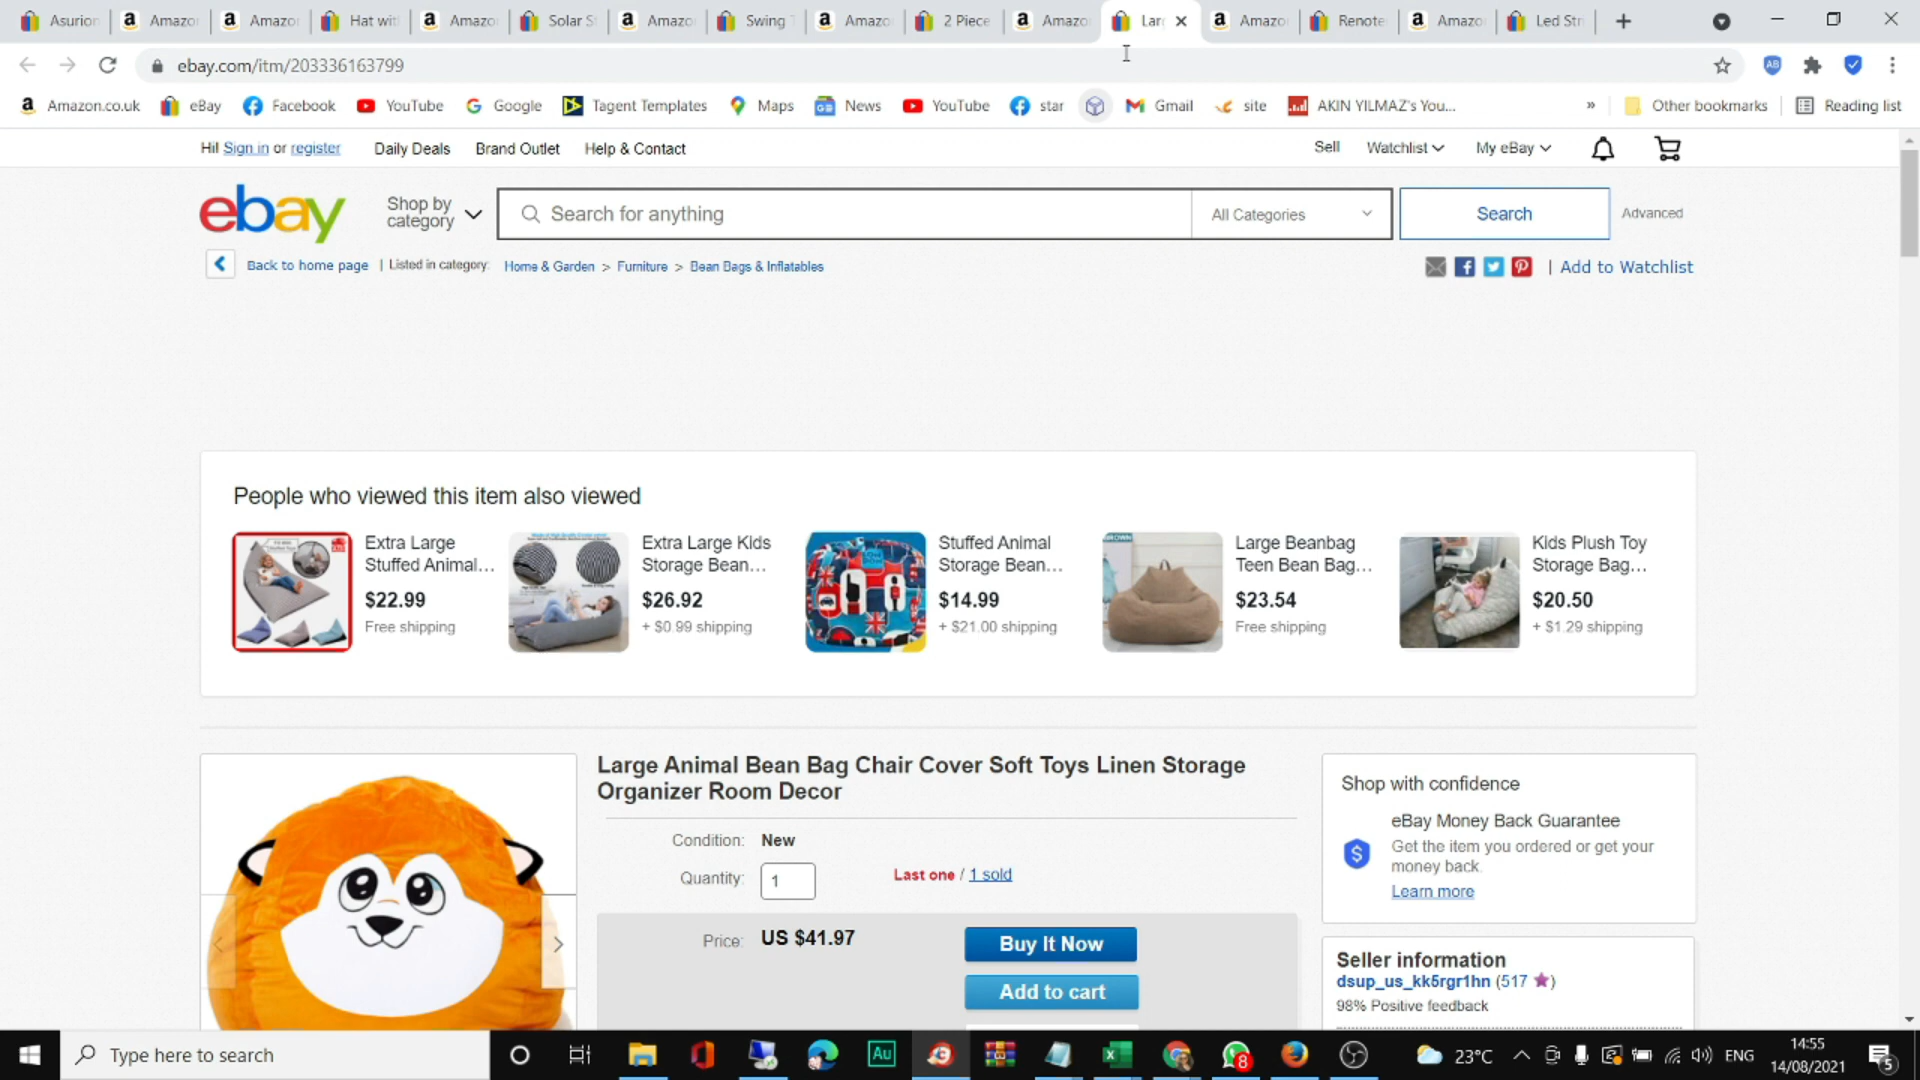 Asurion
Amazo
Amazo
Hat wit
Amazo
Solar S
Amazo
Swing T
Amazo
2 Piece
Amazo
Lar
Amazo
Renote
Amazo
Led Str
ebay.com/itm/203336163799
Amazon.co.uk
eBay
Facebook
YouTube
Google
Tagent Templates
Maps
News
YouTube
star
Gmail
site
AKIN YILMAZ's You...
»
Other bookmarks
Reading list
Hi! Sign in or register
Daily Deals
Brand Outlet
Help & Contact
Sell
Watchlist
My eBay
ebay
Shop by
category
Search for anything
All Categories
Search
Advanced
Back to home page
| Listed in category:
Home & Garden > Furniture > Bean Bags & Inflatables
| Add to Watchlist
People who viewed this item also viewed
Extra Large
Stuffed Animal...
$22.99
Free shipping
Extra Large Kids
Storage Bean...
$26.92
+ $0.99 shipping
Stuffed Animal
Storage Bean...
$14.99
+ $21.00 shipping
Large Beanbag
Teen Bean Bag...
$23.54
Free shipping
Kids Plush Toy
Storage Bag...
$20.50
+ $1.29 shipping
Large Animal Bean Bag Chair Cover Soft Toys Linen Storage
Organizer Room Decor
Condition: New
Quantity: 1
Last one / 1 sold
Price: US $41.97
Buy It Now
Add to cart
Shop with confidence
eBay Money Back Guarantee
Get the item you ordered or get your
money back.
Learn more
Seller information
dsup_us_kk5rgr1hn (517 ★)
98% Positive feedback
Type here to search
Au
8
23°C
ENG
14:55
14/08/2021
5